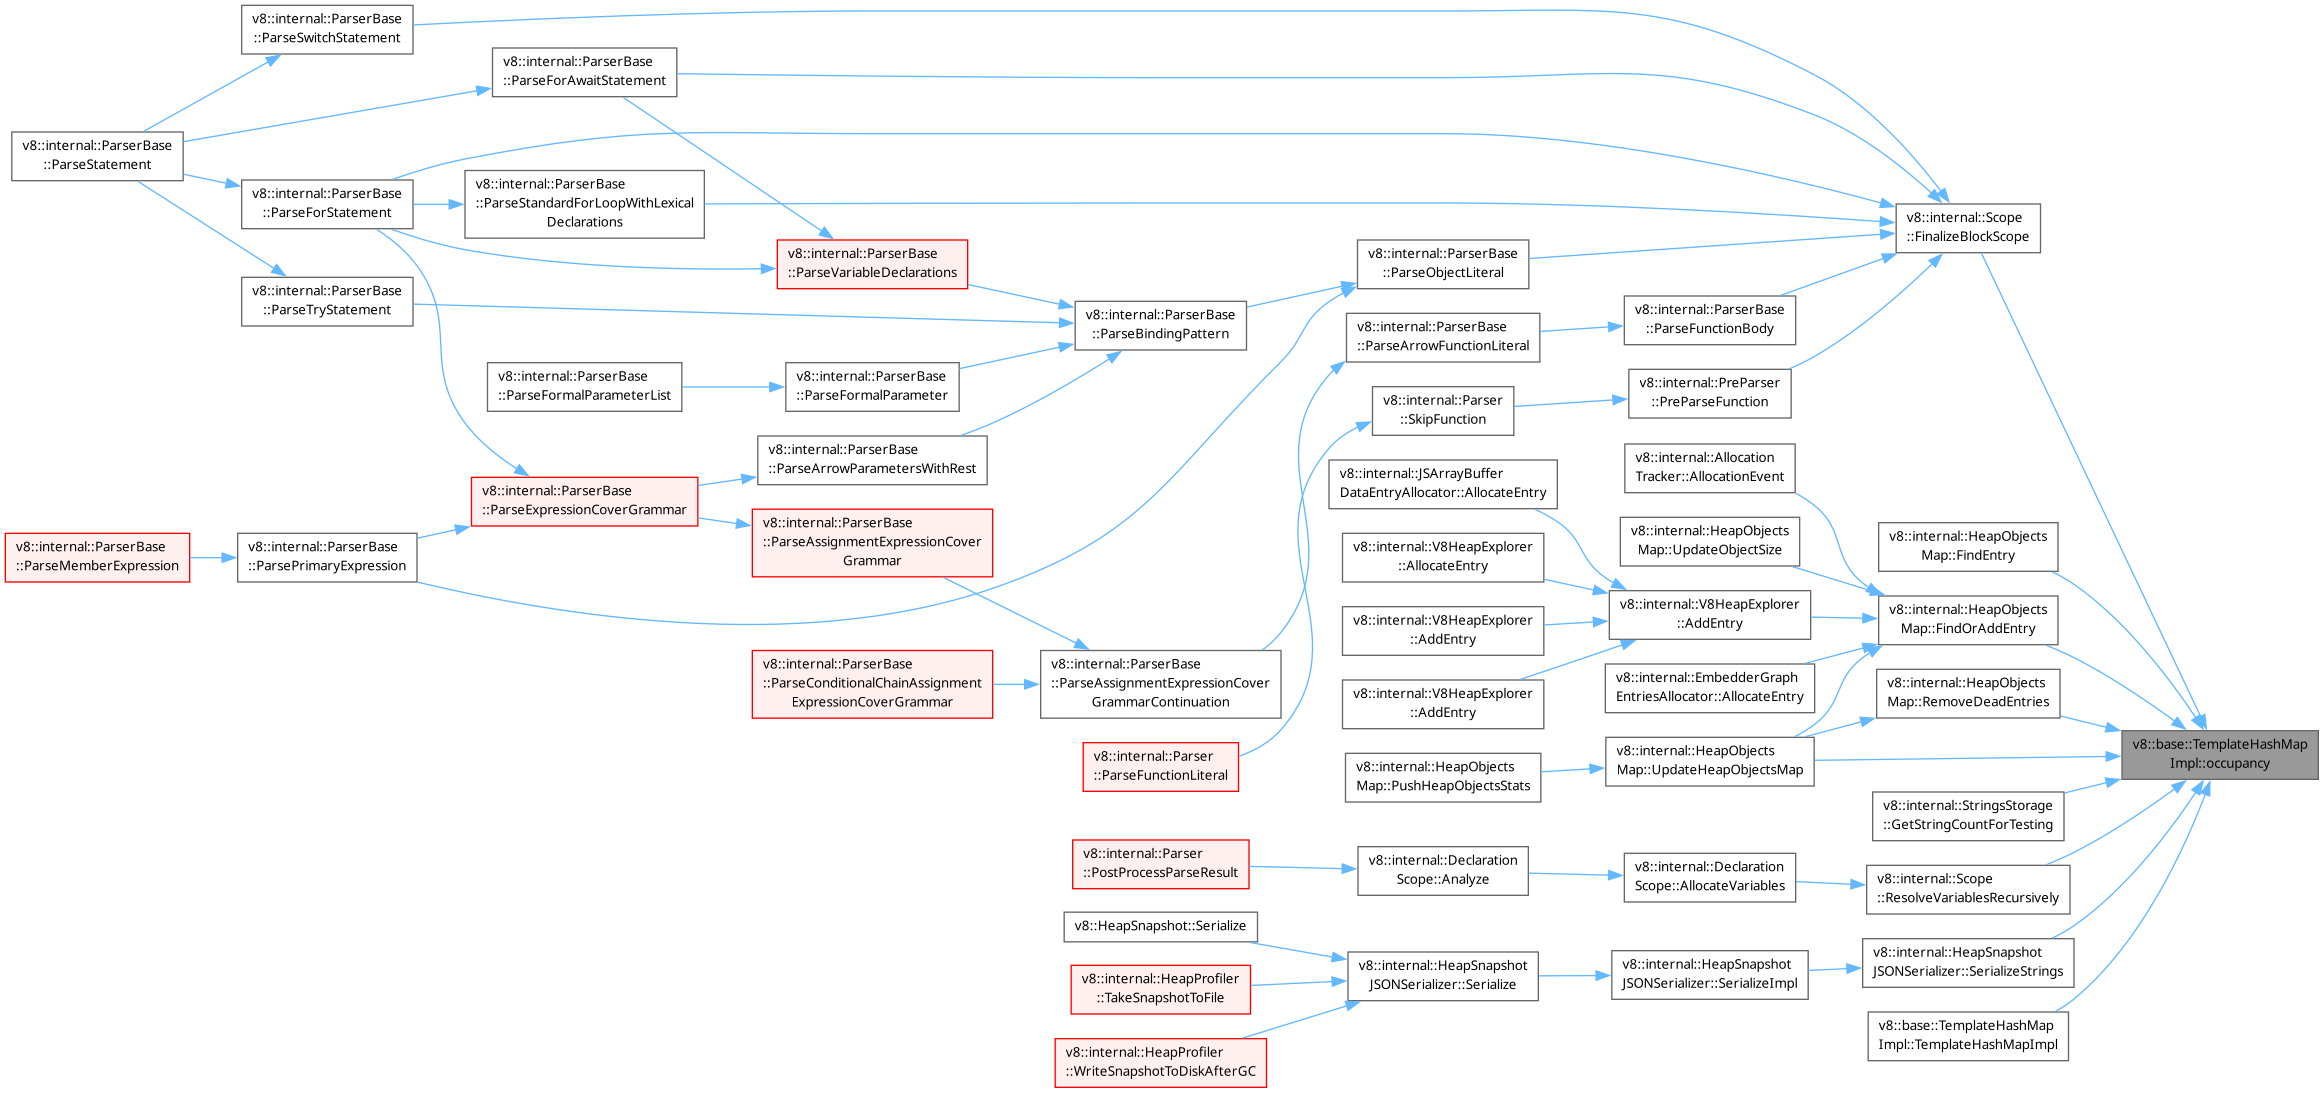 v8::internal::ParserBase
::ParseSwitchStatement
v8::internal::ParserBase
::ParseForAwaitStatement
v8::internal::ParserBase
::ParseStatement
v8::internal::ParserBase
::ParseForStatement
v8::internal::ParserBase
::ParseStandardForLoopWithLexical
Declarations
v8::internal::Scope
::FinalizeBlockScope
v8::internal::ParserBase
::ParseVariableDeclarations
v8::internal::ParserBase
::ParseObjectLiteral
v8::internal::ParserBase
::ParseTryStatement
v8::internal::ParserBase
::ParseBindingPattern
v8::internal::ParserBase
::ParseArrowFunctionLiteral
v8::internal::ParserBase
::ParseFunctionBody
v8::internal::ParserBase
::ParseFormalParameterList
v8::internal::ParserBase
::ParseFormalParameter
v8::internal::Parser
::SkipFunction
v8::internal::PreParser
::PreParseFunction
v8::internal::ParserBase
::ParseArrowParametersWithRest
v8::internal::JSArrayBuffer
DataEntryAllocator::AllocateEntry
v8::internal::Allocation
Tracker::AllocationEvent
v8::internal::ParserBase
::ParseExpressionCoverGrammar
v8::internal::ParserBase
::ParseAssignmentExpressionCover
Grammar
v8::internal::HeapObjects
Map::UpdateObjectSize
v8::internal::HeapObjects
Map::FindEntry
v8::internal::ParserBase
::ParseMemberExpression
v8::internal::ParserBase
::ParsePrimaryExpression
v8::internal::V8HeapExplorer
::AllocateEntry
v8::internal::V8HeapExplorer
::AddEntry
v8::internal::V8HeapExplorer
::AddEntry
v8::internal::HeapObjects
Map::FindOrAddEntry
v8::internal::ParserBase
::ParseConditionalChainAssignment
ExpressionCoverGrammar
v8::internal::ParserBase
::ParseAssignmentExpressionCover
GrammarContinuation
v8::internal::V8HeapExplorer
::AddEntry
v8::internal::EmbedderGraph
EntriesAllocator::AllocateEntry
v8::internal::HeapObjects
Map::RemoveDeadEntries
v8::internal::Parser
::ParseFunctionLiteral
v8::internal::HeapObjects
Map::PushHeapObjectsStats
v8::internal::HeapObjects
Map::UpdateHeapObjectsMap
v8::base::TemplateHashMap
Impl::occupancy
v8::internal::StringsStorage
::GetStringCountForTesting
v8::internal::Parser
::PostProcessParseResult
v8::internal::Declaration
Scope::Analyze
v8::internal::Declaration
Scope::AllocateVariables
v8::internal::Scope
::ResolveVariablesRecursively
v8::HeapSnapshot::Serialize
v8::internal::HeapProfiler
::TakeSnapshotToFile
v8::internal::HeapSnapshot
JSONSerializer::Serialize
v8::internal::HeapSnapshot
JSONSerializer::SerializeImpl
v8::internal::HeapSnapshot
JSONSerializer::SerializeStrings
v8::internal::HeapProfiler
::WriteSnapshotToDiskAfterGC
v8::base::TemplateHashMap
Impl::TemplateHashMapImpl